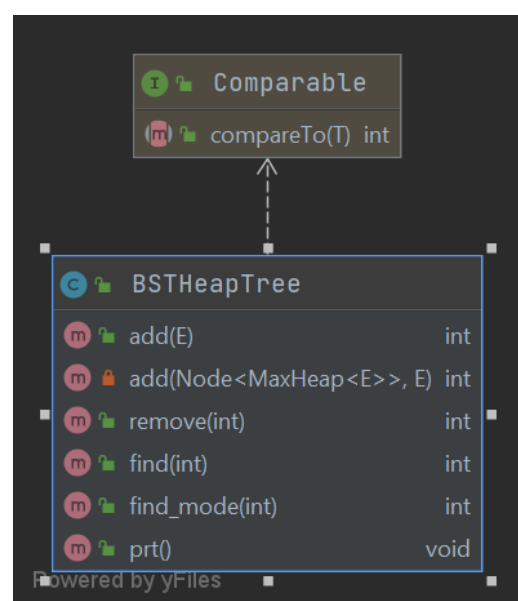 I Comparable
m compareTo(T) int
C BSTHeapTree
m add(E) int
m add(Node<MaxHeap<E>>, E) int
m remove(int) int
m find(int) int
m find_mode(int) int
m prt() void
Powered by yFiles